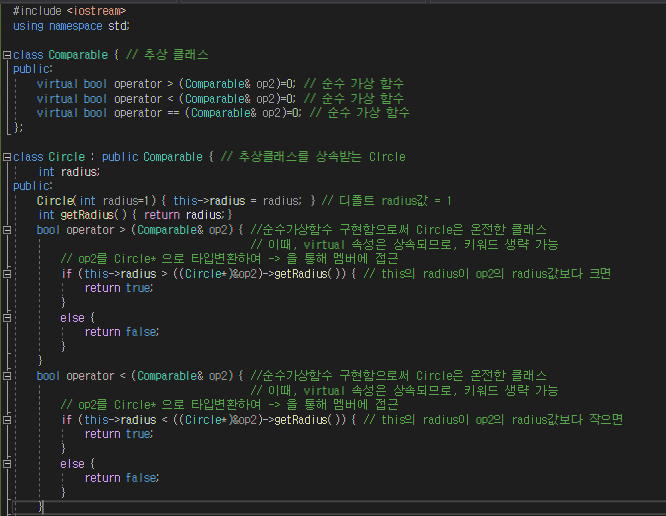 #include <iostream>
using namespace std;
class Comparable { // 추상 클래스
public:
virtual bool operator > (Comparable& op2)=0; // 순수 가상 함수
virtual bool operator < (Comparable& op2)=0; // 순수 가상 함수
virtual bool operator == (Comparable& op2)=0; // 순수 가상 함수
};
class Circle : public Comparable { // 추상클래스를 상속받는 CIrcle
int radius;
public:
Circle(int radius=1) { this->radius = radius; } // 디폴트 radius값 = 1
int getRadius() { return radius;}
bool operator > (Comparable& op2) { //순수가상함수 구현함으로써 Circle은 온전한 클래스
// 이때, virtual 속성은 상속되므로, 키워드 생략 가능
// op2를 Circle* 으로 타입변환하여 -> 을 통해 멤버에 접근
if (this->radius > ((Circle*)&op2)->getRadius()) { // this의 radius이 op2의 radius값보다 크면
return true;
}
else {
return false;
}
}
bool operator < (Comparable& op2) { //순수가상함수 구현함으로써 Circle은 온전한 클래스
// 이때, virtual 속성은 상속되므로, 키워드 생략 가능
// op2를 Circle* 으로 타입변환하여 -> 을 통해 멤버에 접근
if (this->radius < ((Circle*)&op2)->getRadius()) { // this의 radius이 op2의 radius값보다 작으면
return true;
}
else {
return false;
}
}